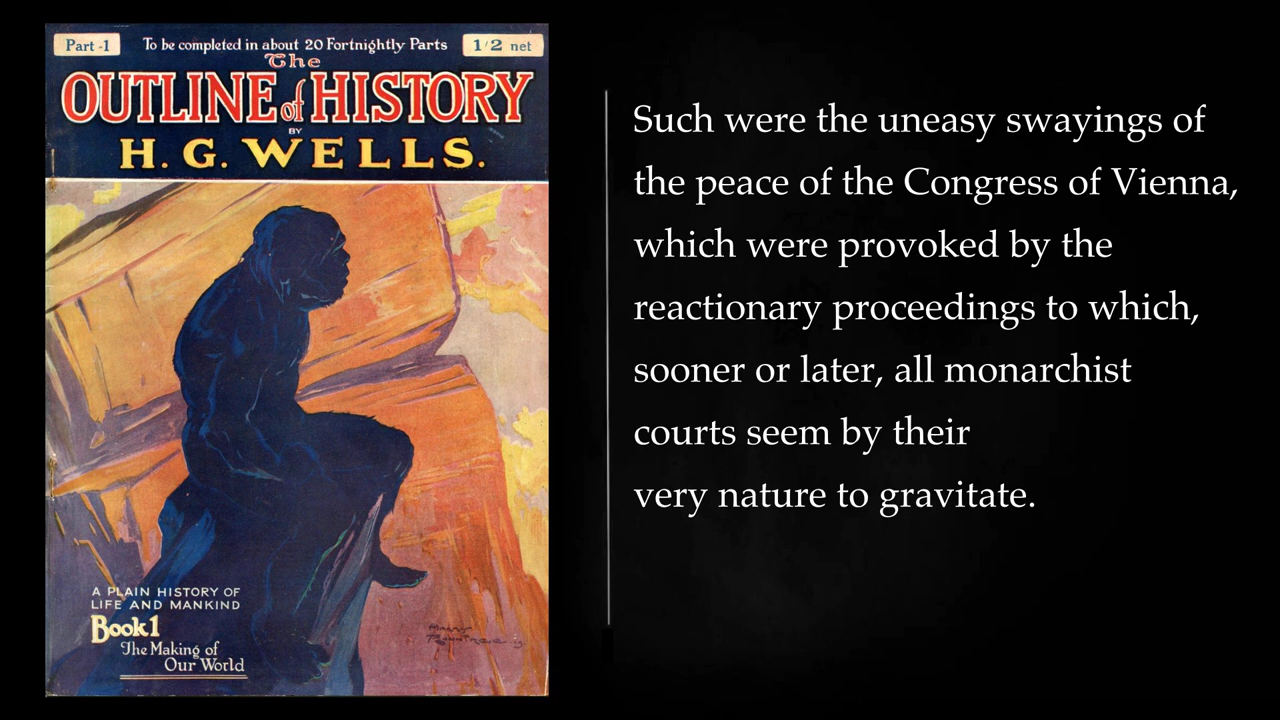 Part -1
To be completed in about 20 Fortnightly Parts
1/2 net
The
OUTLINE of HISTORY
BY
H. G. WELLS.
A PLAIN HISTORY OF
LIFE AND MANKIND
Book 1
The Making of
Our World
Such were the uneasy swayings of
the peace of the Congress of Vienna,
which were provoked by the
reactionary proceedings to which,
sooner or later, all monarchist
courts seem by their
very nature to gravitate.